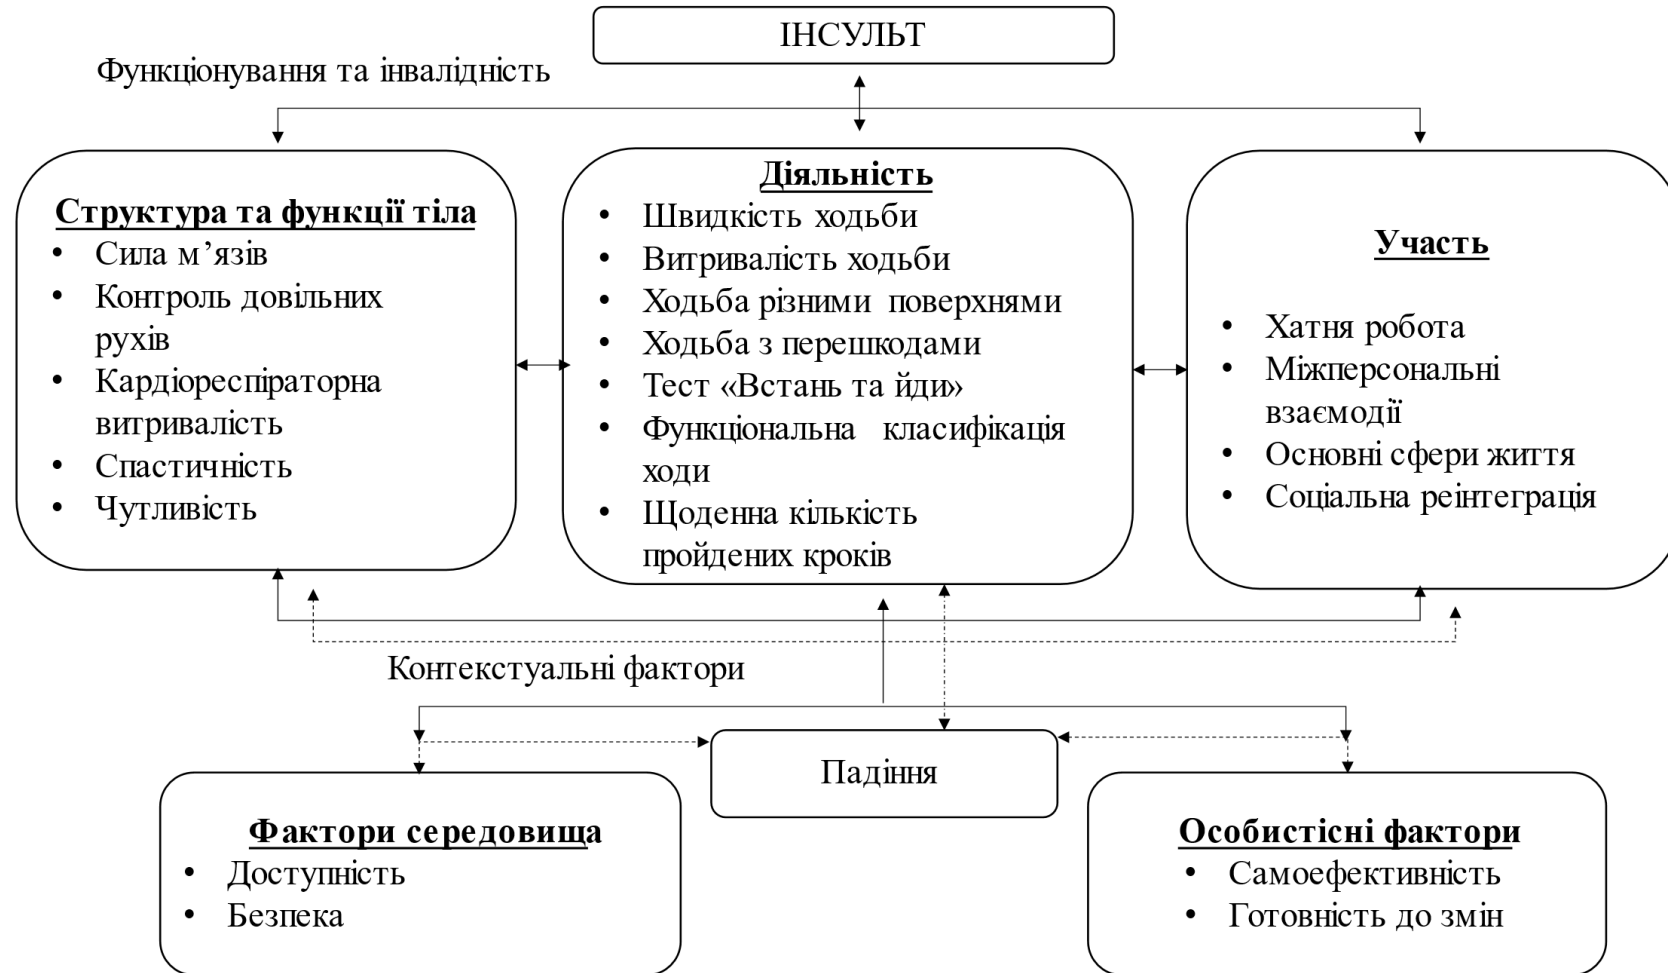 ІНСУЛЬТ
Функціонування та інвалідність
Структура та функції тіла
• Сила м’язів
• Контроль довільних
рухів
• Кардіореспіраторна
витривалість
• Спастичність
• Чутливість
Діяльність
• Швидкість ходьби
• Витривалість ходьби
• Ходьба різними поверхнями
• Ходьба з перешкодами
• Тест «Встань та йди»
• Функціональна класифікація
ходи
• Щоденна кількість
пройдених кроків
Участь
• Хатня робота
• Міжперсональні
взаємодії
• Основні сфери життя
• Соціальна реінтеграція
Контекстуальні фактори
Падіння
Фактори середовища
• Доступність
• Безпека
Особистісні фактори
• Самоефективність
• Готовність до змін